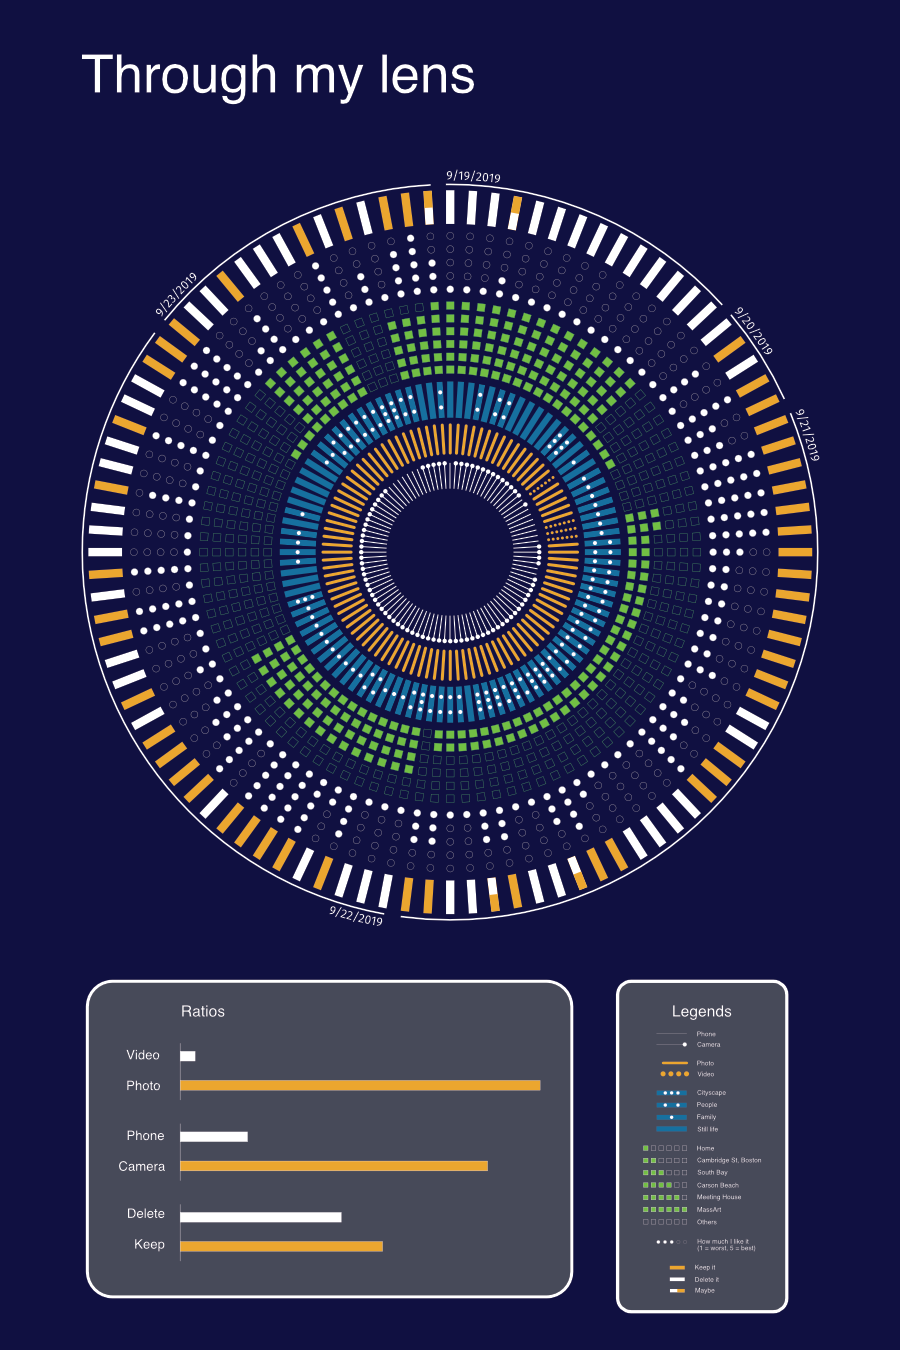 Through my lens
9/19/2019
9/20/2019
9/21/2019
9/22/2019
9/23/2019
Ratios
Video
Photo
Phone
Camera
Delete
Keep
Legends
Phone
Camera
Photo
Video
Cityscape
People
Family
Still life
Home
Cambridge St, Boston
South Bay
Carson Beach
Meeting House
MassArt
Others
How much I like it
(1 = worst, 5 = best)
Keep it
Delete it
Maybe